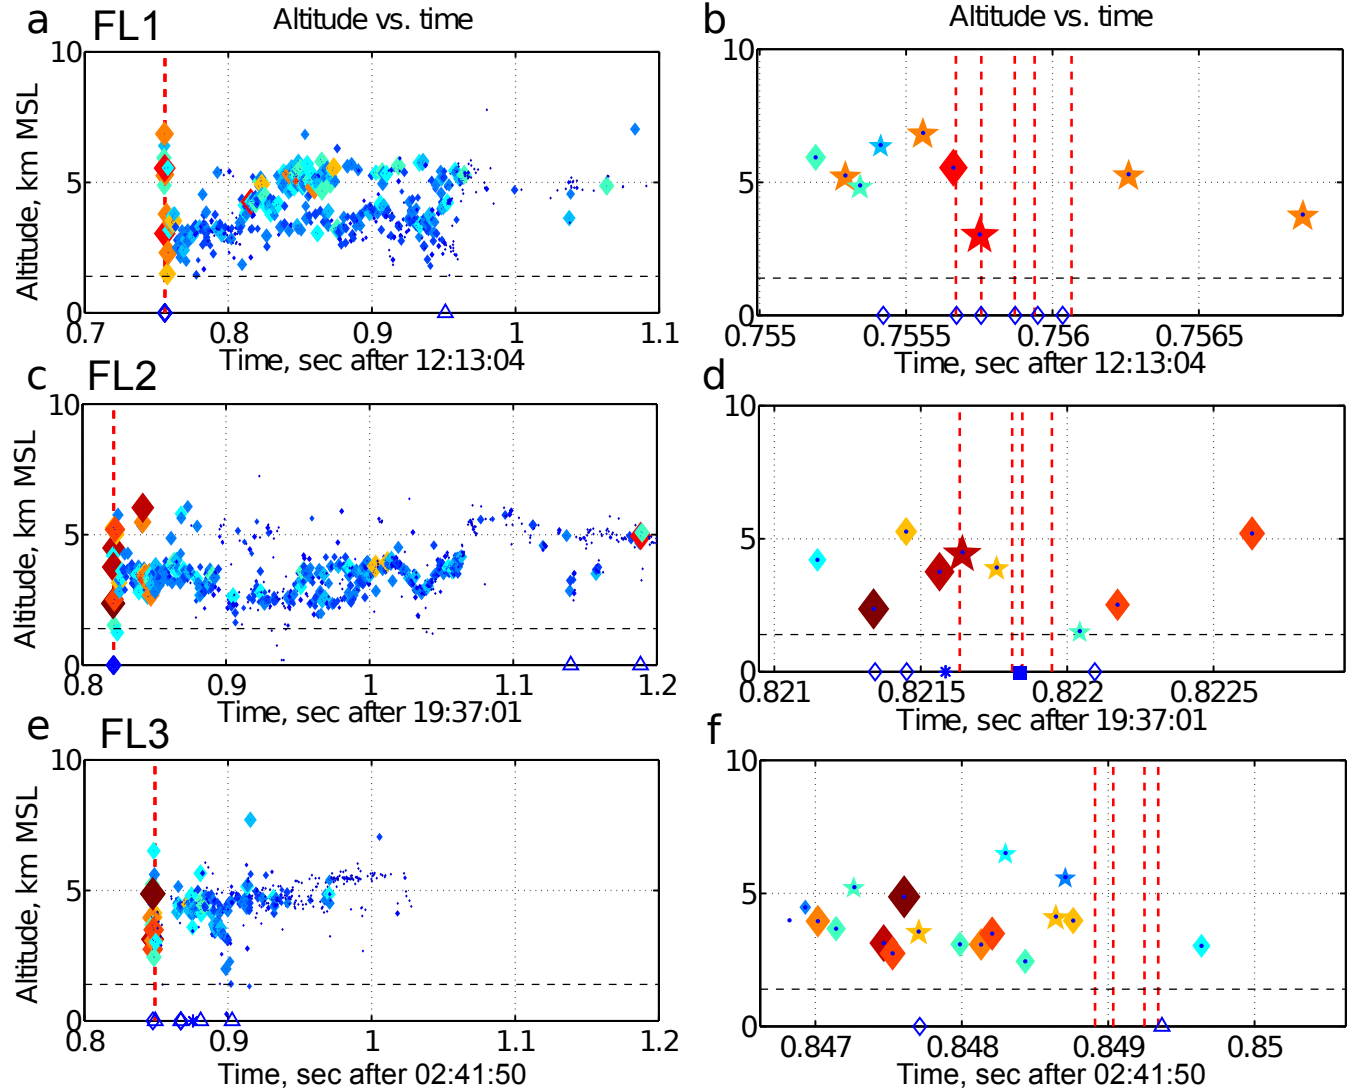 a FL1 Altitude vs. time
10
5
0
Altitude, km MSL
0.7 0.8 0.9 1 1.1
Time, sec after 12:13:04
b Altitude vs. time
10
5
0
0.755 0.7555 0.756 0.7565
Time, sec after 12:13:04
c FL2
10
5
0
Altitude, km MSL
0.8 0.9 1 1.1 1.2
Time, sec after 19:37:01
d
10
5
0
0.821 0.8215 0.822 0.8225
Time, sec after 19:37:01
e FL3
10
5
0
Altitude, km MSL
0.8 0.9 1 1.1 1.2
Time, sec after 02:41:50
f
10
5
0
0.847 0.848 0.849 0.85
Time, sec after 02:41:50